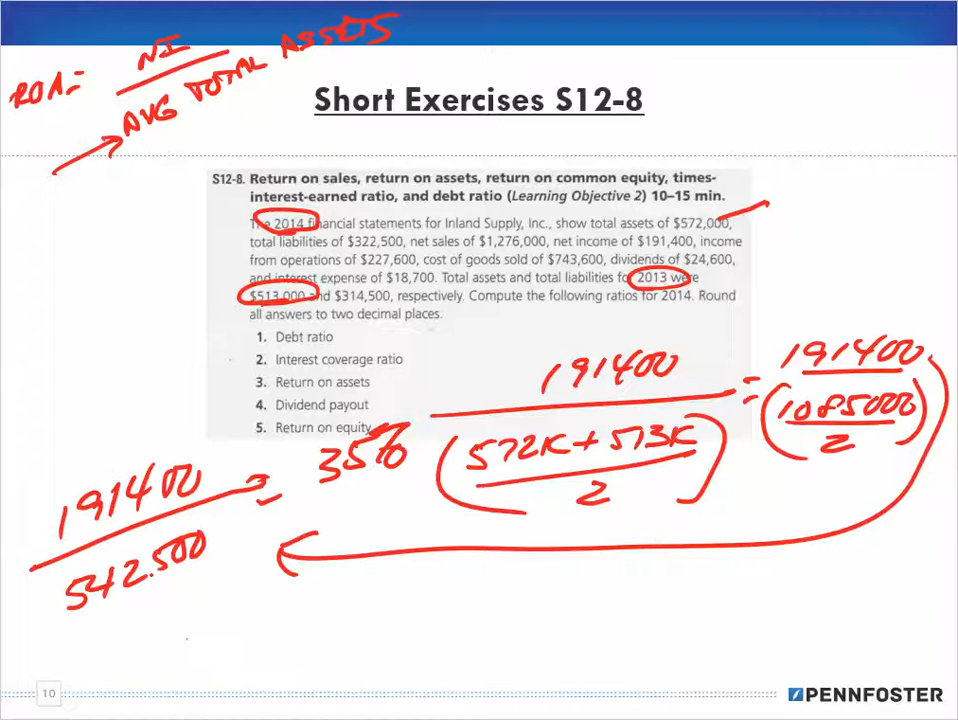 ROA = NI
AVG TOTAL ASSETS
Short Exercises S12-8
S12-8. Return on sales, return on assets, return on common equity, times-
interest-earned ratio, and debt ratio (Learning Objective 2) 10–15 min.
The 2014 financial statements for Inland Supply, Inc., show total assets of $572,000,
total liabilities of $322,500, net sales of $1,276,000, net income of $191,400, income
from operations of $227,600, cost of goods sold of $743,600, dividends of $24,600,
and interest expense of $18,700. Total assets and total liabilities for 2013 were
$513,000 and $314,500, respectively. Compute the following ratios for 2014. Round
all answers to two decimal places.
1. Debt ratio
2. Interest coverage ratio
3. Return on assets
4. Dividend payout
5. Return on equity
191400 = 191400
(572K + 513K) (1085000)
2 2
191400 = 35%
542.500
10
PENNFOSTER